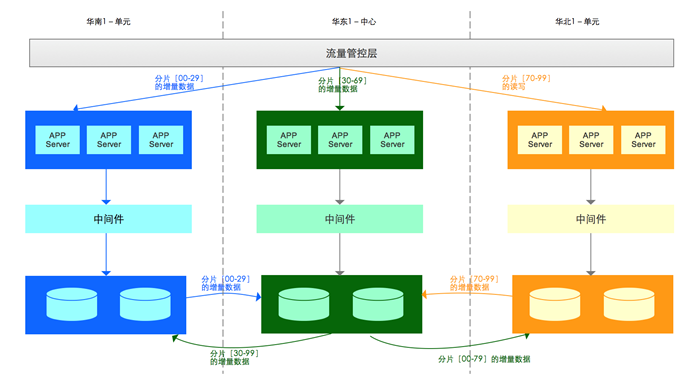 华南1 – 单元
华东1 – 中心
华北1 – 单元
流量管控层
分片 [00-29]
的增量数据
分片 [30-69]
的增量数据
分片 [70-99]
的读写
APP
Server
APP
Server
APP
Server
APP
Server
APP
Server
APP
Server
APP
Server
APP
Server
APP
Server
中间件
中间件
中间件
分片 [00-29]
的增量数据
分片 [70-99]
的增量数据
分片 [30-99]
的增量数据
分片 [00-79] 的增量数据